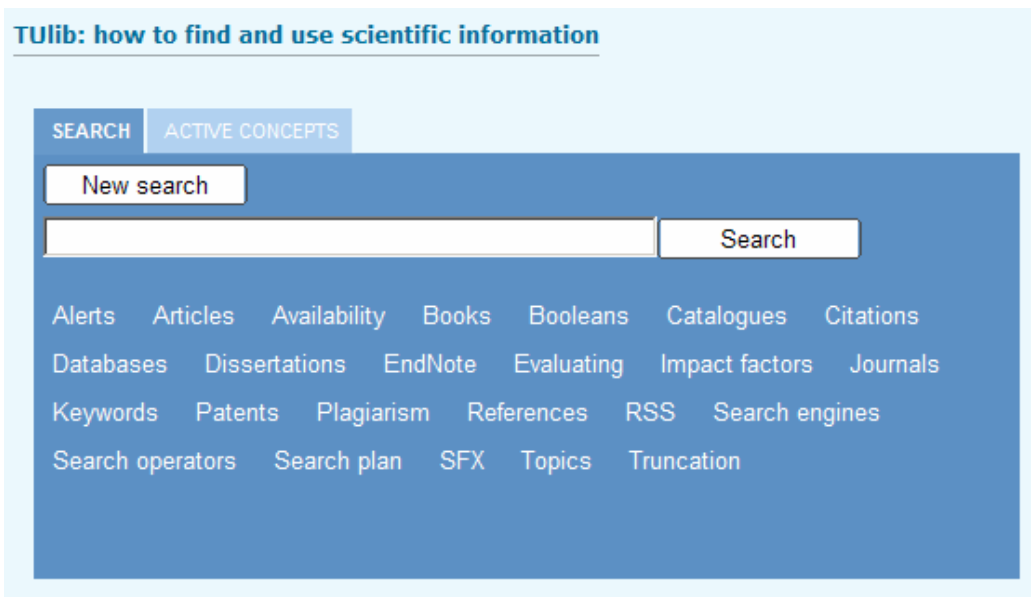 TUlib: how to find and use scientific information
SEARCH ACTIVE CONCEPTS
New search
Search
Alerts Articles Availability Books Booleans Catalogues Citations
Databases Dissertations EndNote Evaluating Impact factors Journals
Keywords Patents Plagiarism References RSS Search engines
Search operators Search plan SFX Topics Truncation